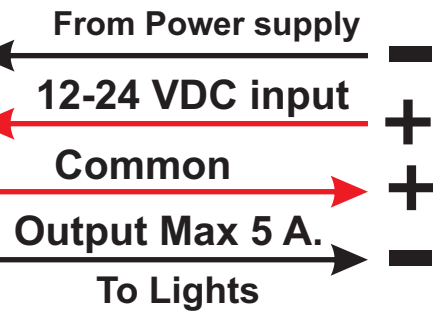 From Power supply
−
12-24 VDC input
+
Common
+
Output Max 5 A.
−
To Lights